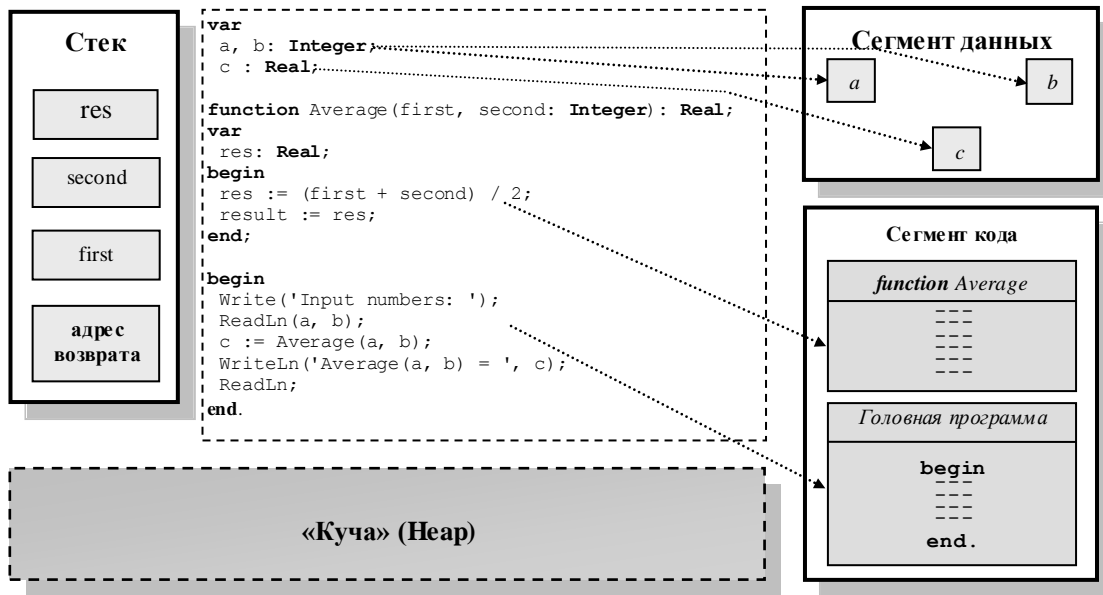 Стек
res
second
first
адрес
возврата
var
a, b: Integer;
c : Real;
function Average(first, second: Integer): Real;
var
res: Real;
begin
res := (first + second) / 2;
result := res;
end;
begin
Write('Input numbers: ');
ReadLn(a, b);
c := Average(a, b);
WriteLn('Average(a, b) = ', c);
ReadLn;
end.
Сегмент данных
a
b
c
Сегмент кода
function Average
---
---
---
---
---
Головная программа
begin
---
---
---
---
end.
«Куча» (Heap)